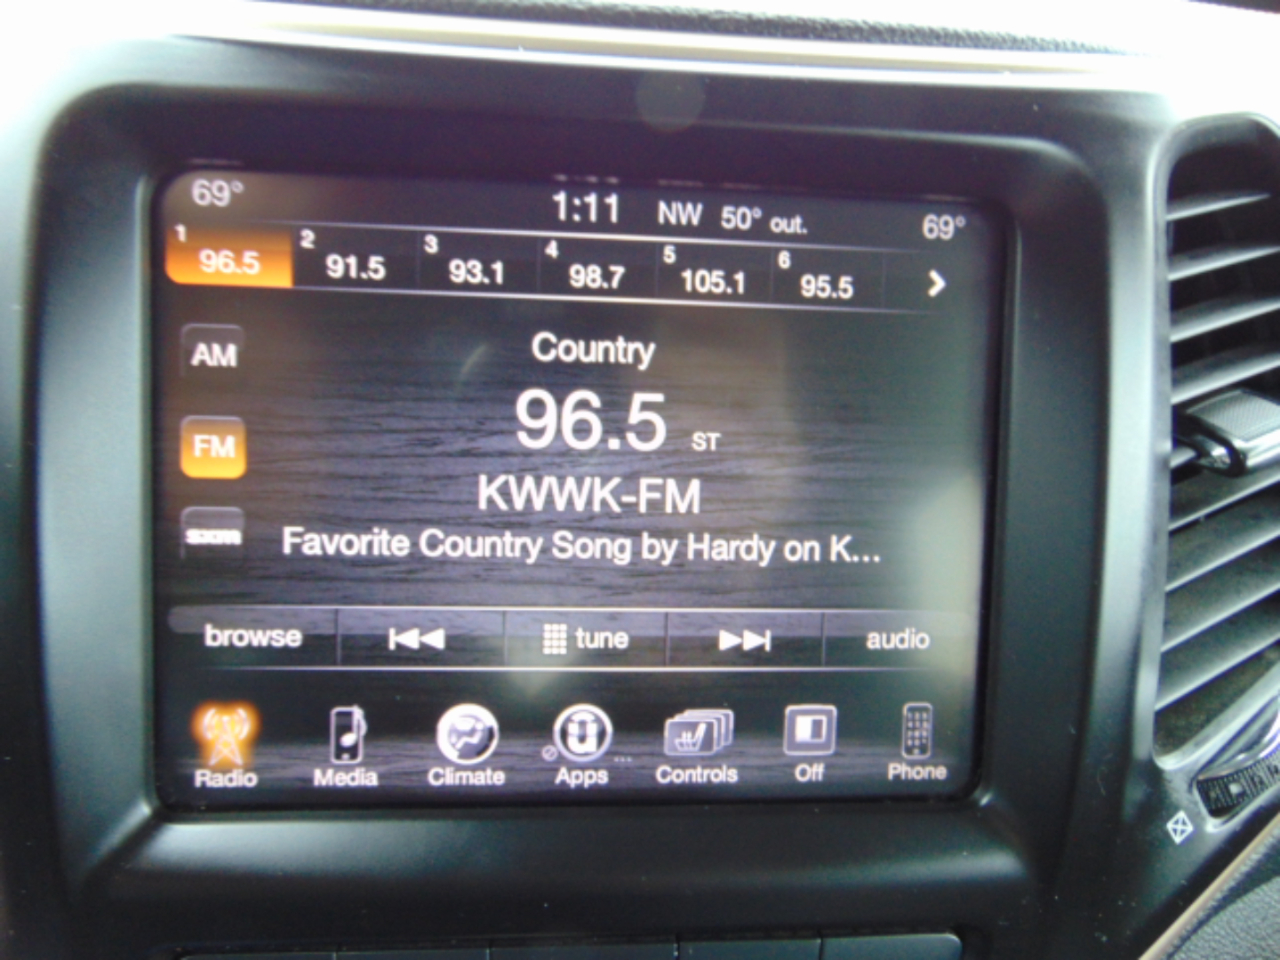 69° 1:11 NW 50° out. 69°
1 96.5 2 91.5 3 93.1 4 98.7 5 105.1 6 95.5
AM
Country
96.5 ST
FM
KWWK-FM
sxm
Favorite Country Song by Hardy on K...
browse tune audio
Radio Media Climate Apps ... Controls Off Phone